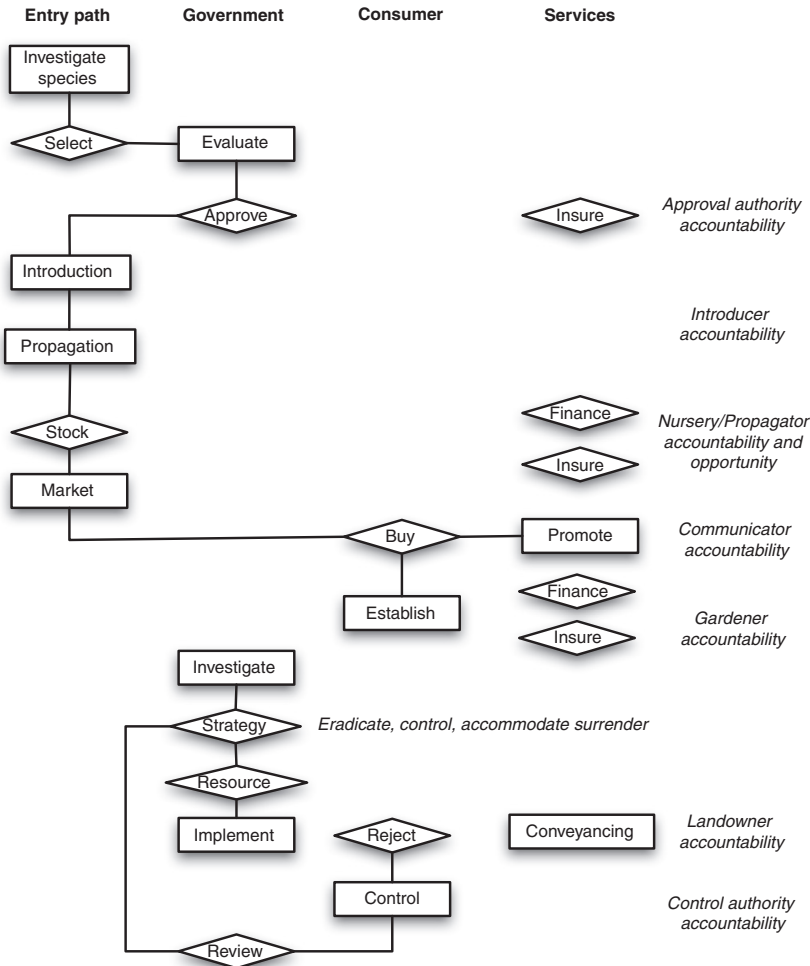 Entry path
Government
Consumer
Services
Investigate
species
Select
Evaluate
Approve
Insure
Approval authority
accountability
Introduction
Introducer
accountability
Propagation
Stock
Finance
Insure
Nursery/Propagator
accountability and
opportunity
Market
Buy
Promote
Communicator
accountability
Establish
Finance
Insure
Gardener
accountability
Investigate
Strategy
Eradicate, control, accommodate surrender
Resource
Implement
Reject
Conveyancing
Landowner
accountability
Control
Control authority
accountability
Review